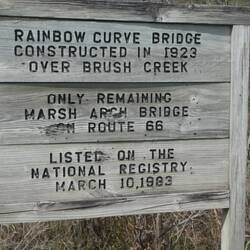 RAINBOW CURVE BRIDGE
CONSTRUCTED IN 1923
OVER BRUSH CREEK
ONLY REMAINING
MARSH ARCH BRIDGE
ON ROUTE 66
LISTED ON THE
NATIONAL REGISTRY
MARCH 10,1983